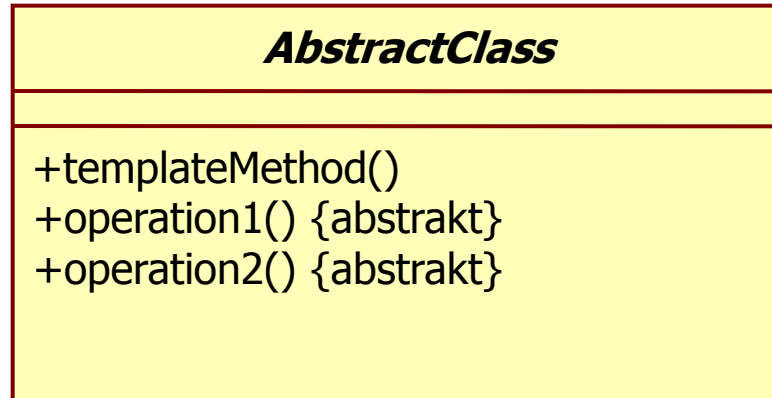 AbstractClass
+templateMethod()
+operation1() {abstrakt}
+operation2() {abstrakt}